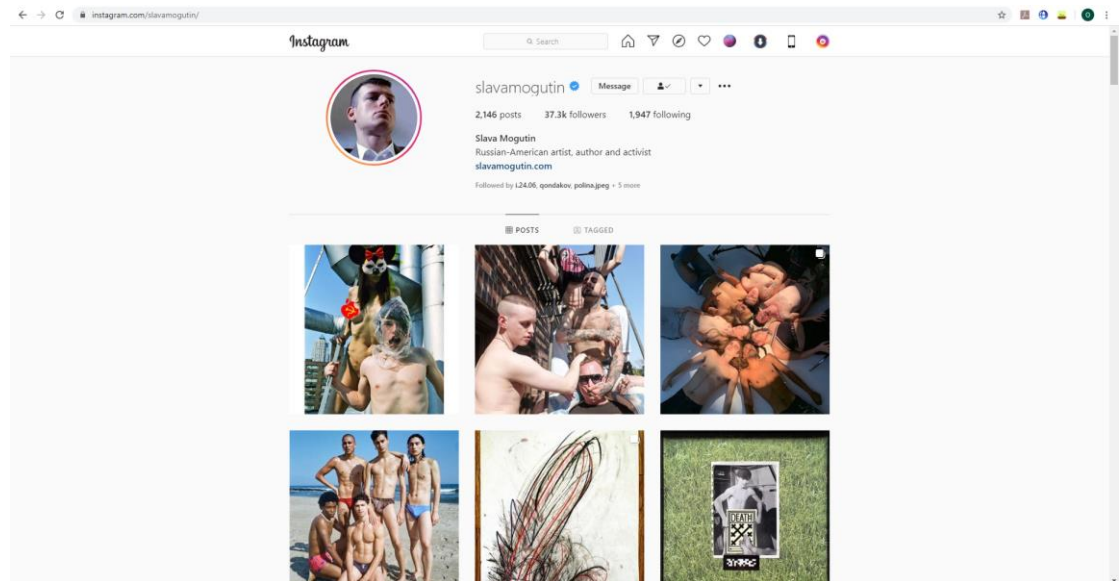 instagram.com/slavamogutin/
Instagram
Search
slavamogutin Message
2,146 posts 37.3k followers 1,947 following
Slava Mogutin
Russian-American artist, author and activist
slavamogutin.com
Followed by i.24.06, qondakov, polina.jpeg + 5 more
POSTS TAGGED
DEATH